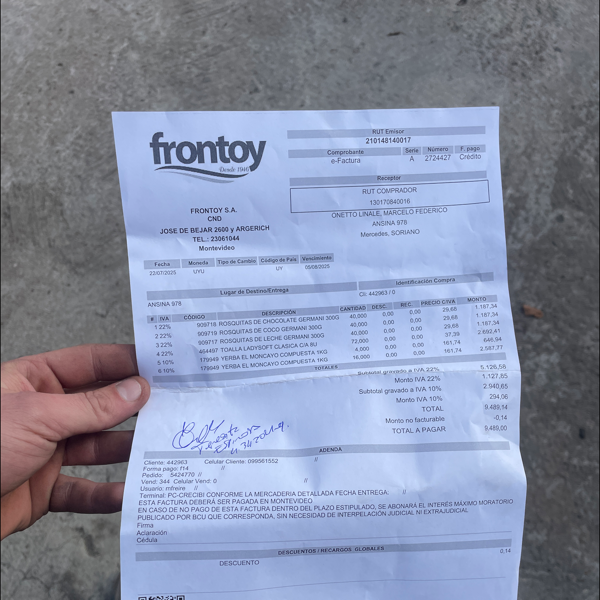 frontoy
Desde 1946
RUT Emisor
210148140017
Comprobante Serie Número F. pago
e-Factura A 2724427 Crédito
Receptor
RUT COMPRADOR
130170840016
ONETTO LINALE, MARCELO FEDERICO
ANSINA 978
Mercedes, SORIANO
FRONTOY S.A.
CND
JOSE DE BEJAR 2600 y ARGERICH
TEL.: 23061044
Montevideo
Fecha Moneda Tipo de Cambio Código de País Vencimiento
22/07/2025 UYU UY 05/08/2025
Lugar de Destino/Entrega Identificación Compra
ANSINA 978 Cli: 442963 / 0
# IVA CÓDIGO DESCRIPCIÓN CANTIDAD DESC.. REC. PRECIO C/IVA MONTO
1 22% 909718 ROSQUITAS DE CHOCOLATE GERMANI 300G 40,000 0,00 0,00 29,68 1.187,34
2 22% 909719 ROSQUITAS DE COCO GERMANI 300G 40,000 0,00 0,00 29,68 1.187,34
3 22% 909717 ROSQUITAS DE LECHE GERMANI 300G 40,000 0,00 0,00 29,68 1.187,34
4 22% 464497 TOALLA LADYSOFT CLASICA C/A 8U 72,000 0,00 0,00 37,39 2.692,41
5 10% 179949 YERBA EL MONCAYO COMPUESTA 1KG 4,000 0,00 0,00 161,74 646,94
6 10% 179949 YERBA EL MONCAYO COMPUESTA 1KG 16,000 0,00 0,00 161,74 2.587,77
TOTALES
Subtotal gravado a IVA 22% 5.126,58
Monto IVA 22% 1.127,85
Subtotal gravado a IVA 10% 2.940,65
Monto IVA 10% 294,06
TOTAL 9.489,14
Monto no facturable -0,14
TOTAL A PAGAR 9.489,00
ADENDA
Cliente: 442963 Celular Cliente: 099561552 //
Forma pago: f14 //
Pedido: 5424770 //
Vend: 344 Celular Vend: 0 //
Usuario: mfreire //
Terminal: PC-CRECIBI CONFORME LA MERCADERIA DETALLADA FECHA ENTREGA: //
ESTA FACTURA DEBERÁ SER PAGADA EN MONTEVIDEO.
EN CASO DE NO PAGO DE ESTA FACTURA DENTRO DEL PLAZO ESTIPULADO, SE ABONARÁ EL INTERÉS MÁXIMO MORATORIO
PUBLICADO POR BCU QUE CORRESPONDA. SIN NECESIDAD DE INTERPELACIÓN JUDICIAL NI EXTRAJUDICIAL
Firma
Aclaración
Cédula
DESCUENTOS / RECARGOS GLOBALES
DESCUENTO 0,14